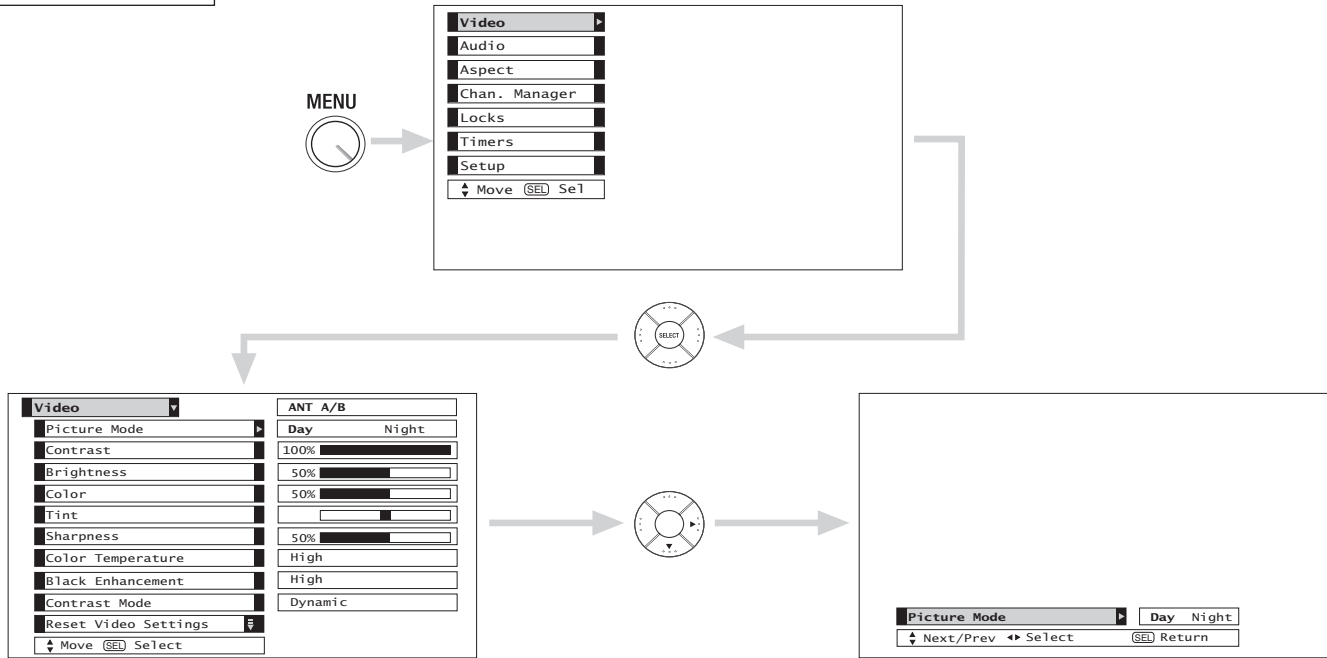 Video
Audio
Aspect
Chan. Manager
Locks
Timers
Setup
Move SEL Sel
MENU
SELECT
Video ANT A/B
Picture Mode Day Night
Contrast 100%
Brightness 50%
Color 50%
Tint
Sharpness 50%
Color Temperature High
Black Enhancement High
Contrast Mode Dynamic
Reset Video Settings
Move SEL Select
Picture Mode Day Night
Next/Prev Select SEL Return